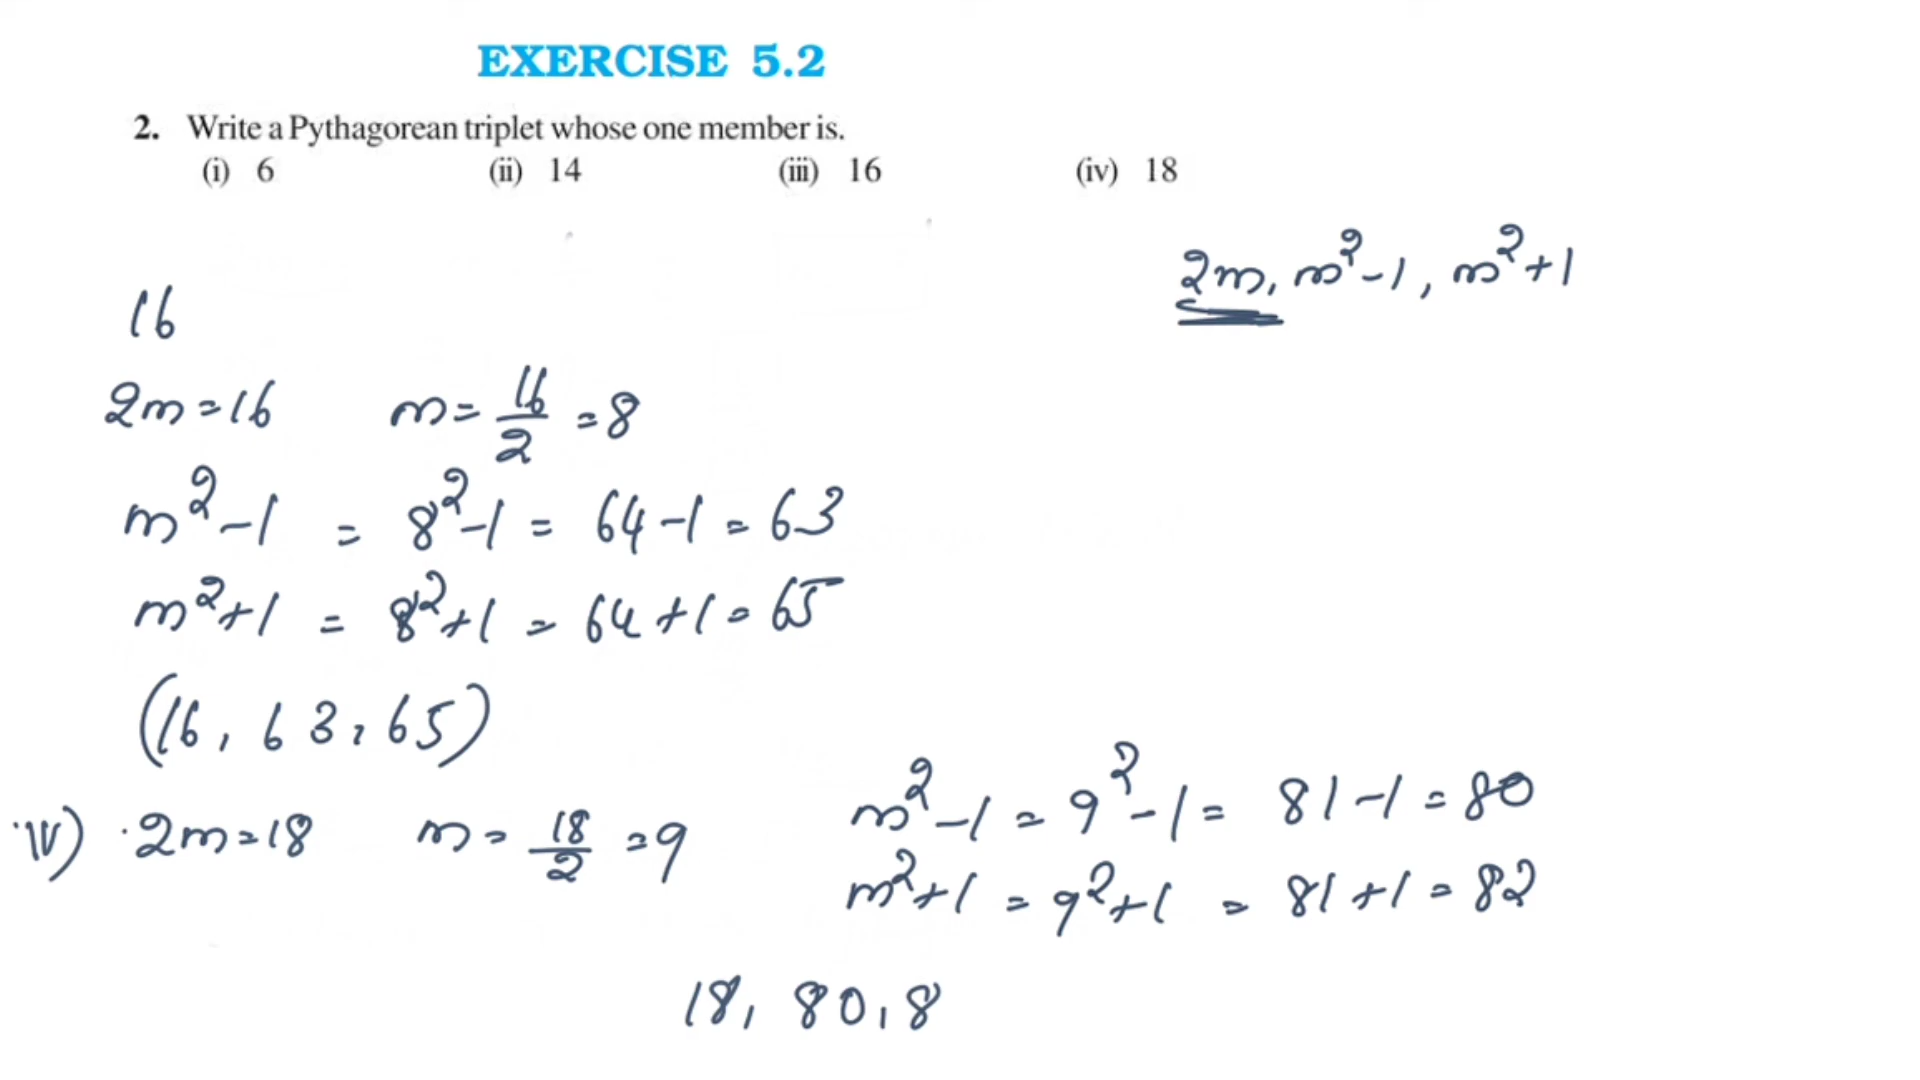 EXERCISE 5.2
2. Write a Pythagorean triplet whose one member is.
(i) 6 (ii) 14 (iii) 16 (iv) 18
2m, m²-1, m²+1
16
2m=16 m=16/2=8
m²-1 = 8²-1 = 64-1=63
m²+1 = 8²+1 = 64+1=65
(16, 63, 65)
iv) 2m=18 m=18/2=9
m²-1=9²-1= 81-1=80
m²+1=9²+1 = 81+1=82
18, 80, 8